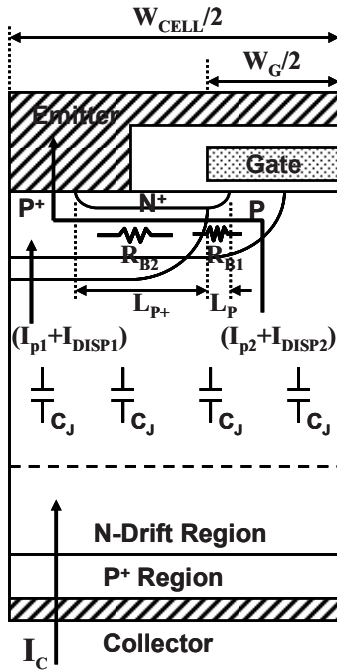 W_CELL/2
W_G/2
Emitter
Gate
P+ N+ P
R_B2 R_B1
L_P+ L_P
(I_p1+I_DISP1) (I_p2+I_DISP2)
C_J C_J C_J C_J
N-Drift Region
P+ Region
I_C Collector